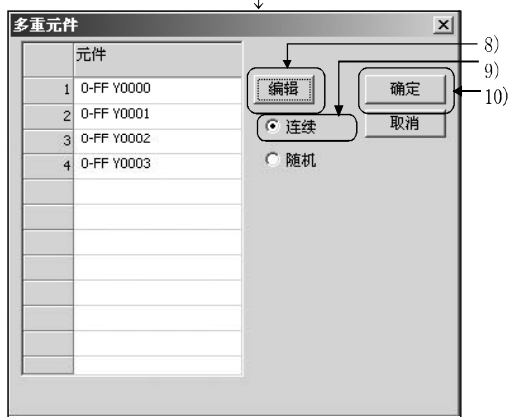 多重元件
元件
1 0-FF Y0000
2 0-FF Y0001
3 0-FF Y0002
4 0-FF Y0003
编辑
确定
连续
取消
随机
8)
9)
10)